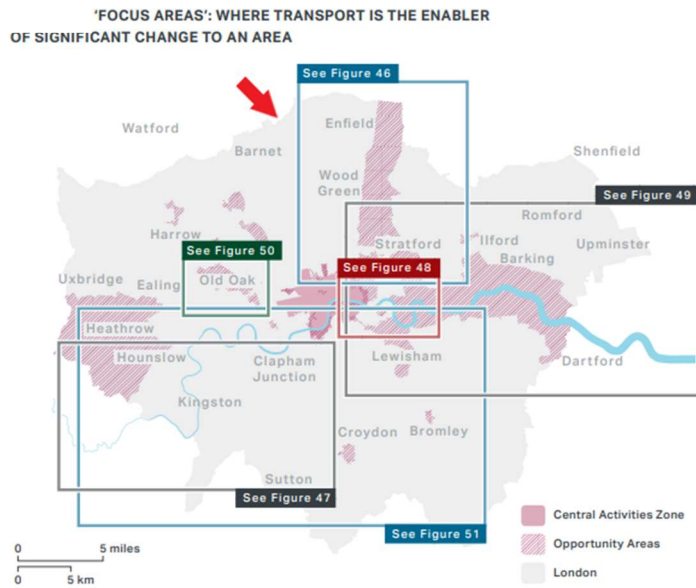 'FOCUS AREAS': WHERE TRANSPORT IS THE ENABLER
OF SIGNIFICANT CHANGE TO AN AREA
See Figure 46
Watford
Enfield
Barnet
Shenfield
Wood
Green
See Figure 49
Romford
Harrow
Stratford
Ilford
Upminster
See Figure 50
Barking
See Figure 48
Uxbridge
Ealing
Old Oak
Heathrow
Hounslow
Clapham
Junction
Lewisham
Dartford
Kingston
Croydon
Bromley
Sutton
See Figure 47
Central Activities Zone
See Figure 51
Opportunity Areas
0
5 miles
London
0
5 km